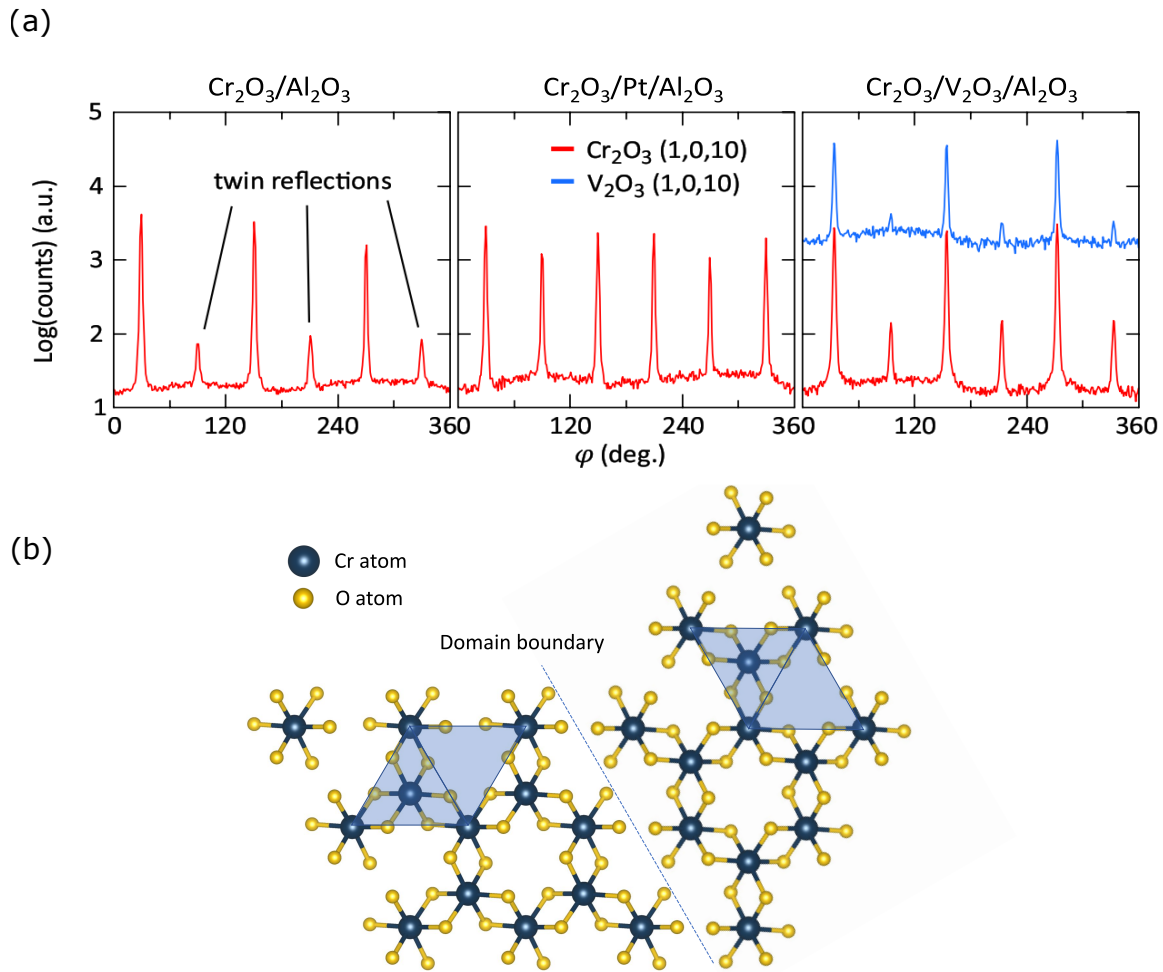 (a)
Cr₂O₃/Al₂O₃
Cr₂O₃/Pt/Al₂O₃
Cr₂O₃/V₂O₃/Al₂O₃
5
4
3
2
1
Log(counts) (a.u.)
twin reflections
Cr₂O₃ (1,0,10)
V₂O₃ (1,0,10)
0 120 240 360 120 240 360 120 240 360
φ (deg.)
(b)
Cr atom
O atom
Domain boundary